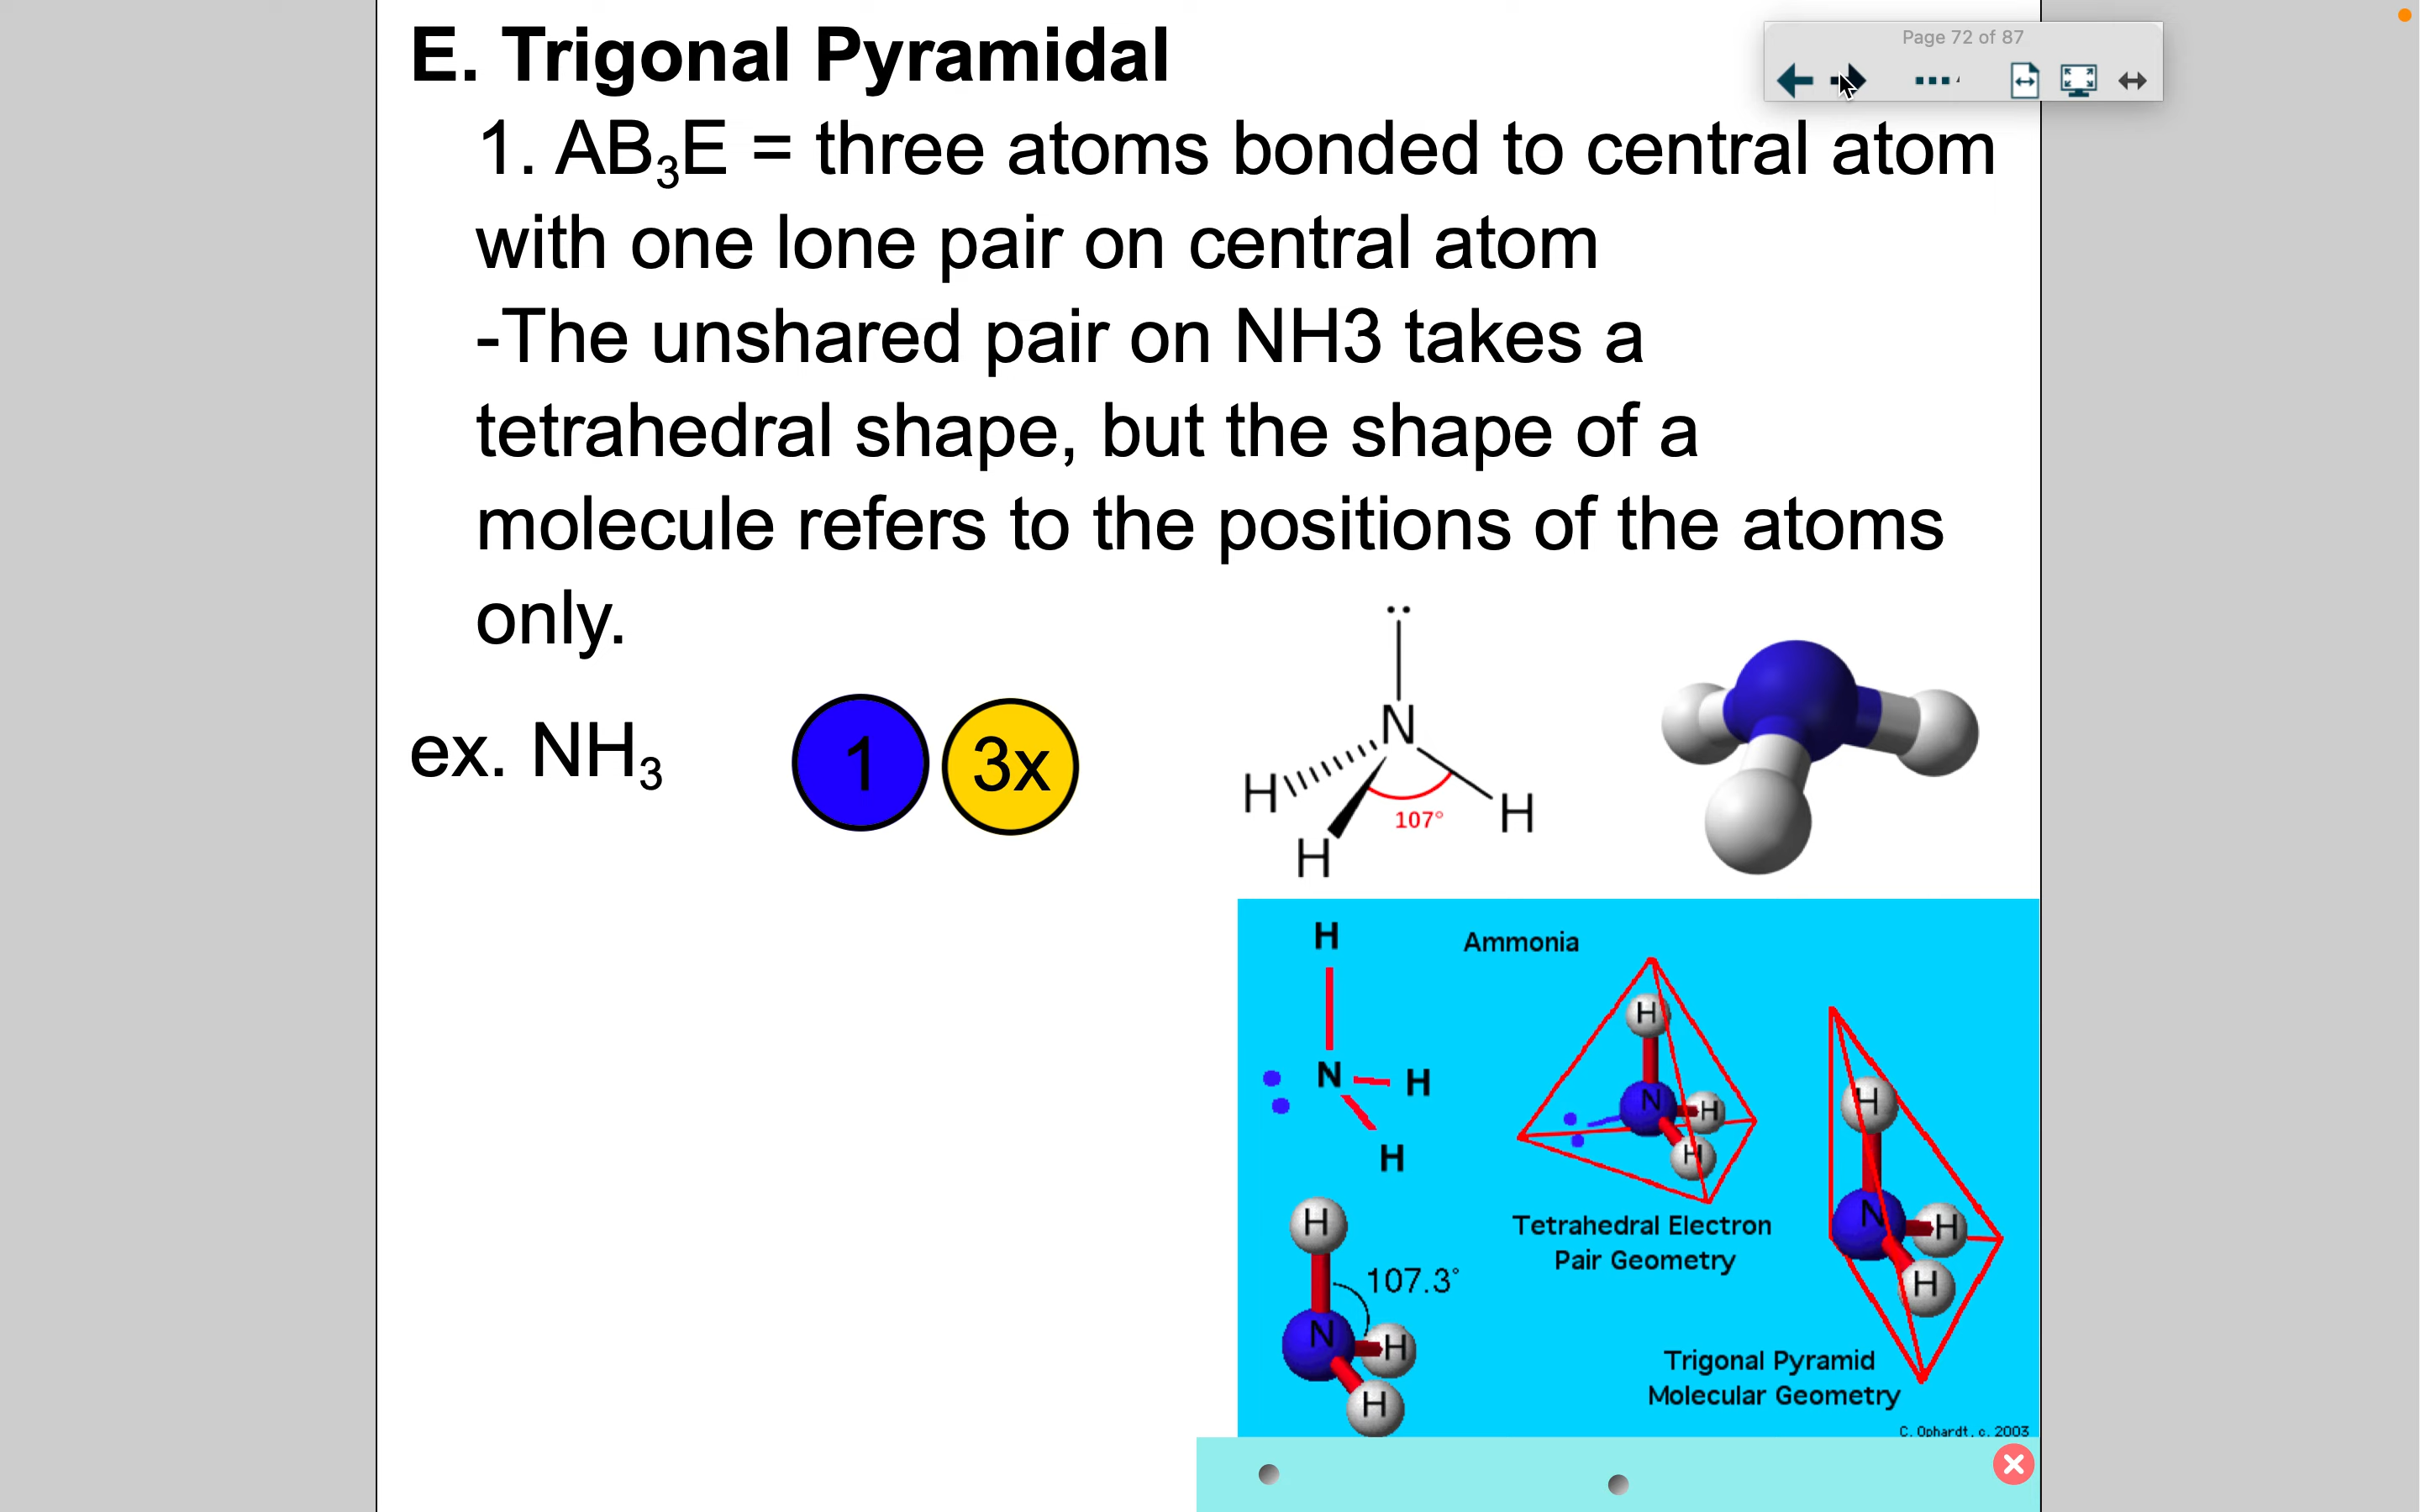 E. Trigonal Pyramidal
Page 72 of 87
1. AB₃E = three atoms bonded to central atom
with one lone pair on central atom
-The unshared pair on NH3 takes a
tetrahedral shape, but the shape of a
molecule refers to the positions of the atoms
only.
ex. NH₃
1
3x
N
H
H
H
107°
H
Ammonia
N
H
H
H
N
H
H
Tetrahedral Electron
Pair Geometry
H
N
H
H
H
107.3°
N
H
H
Trigonal Pyramid
Molecular Geometry
C. Ophardt, c. 2003